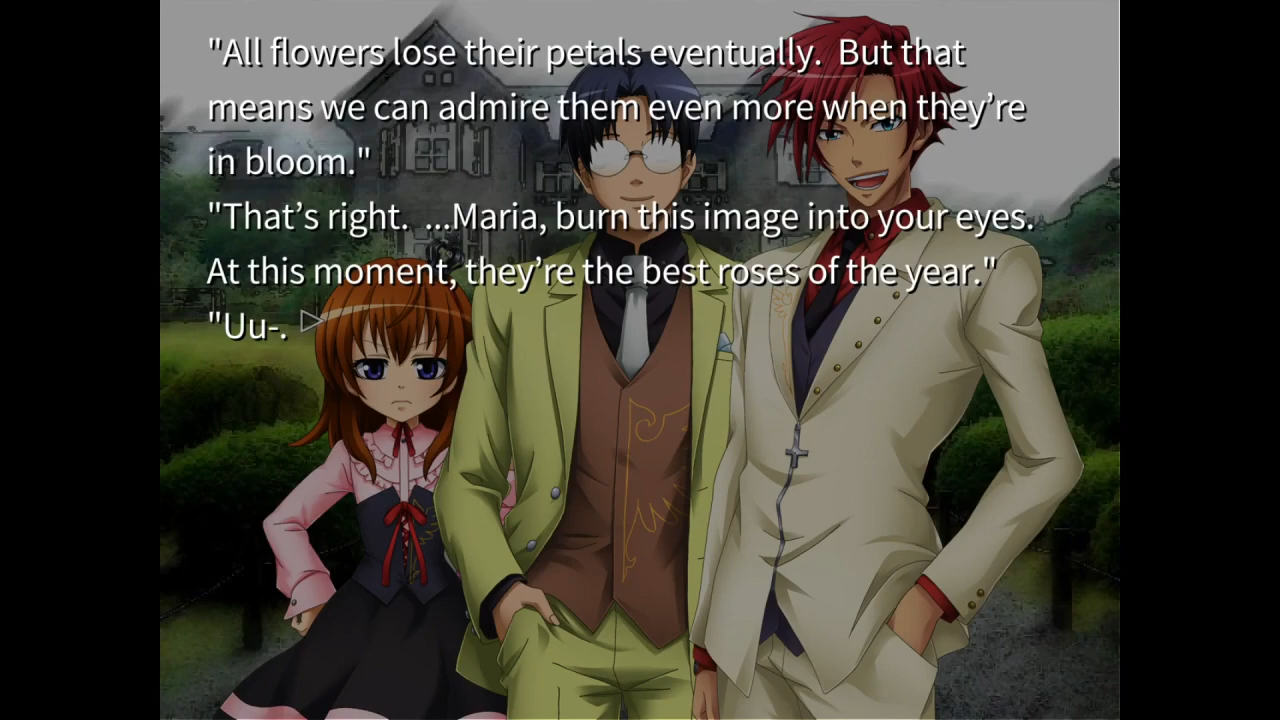 "All flowers lose their petals eventually.  But that
means we can admire them even more when they’re
in bloom."
"That’s right.  ...Maria, burn this image into your eyes.
At this moment, they’re the best roses of the year."
"Uu-.